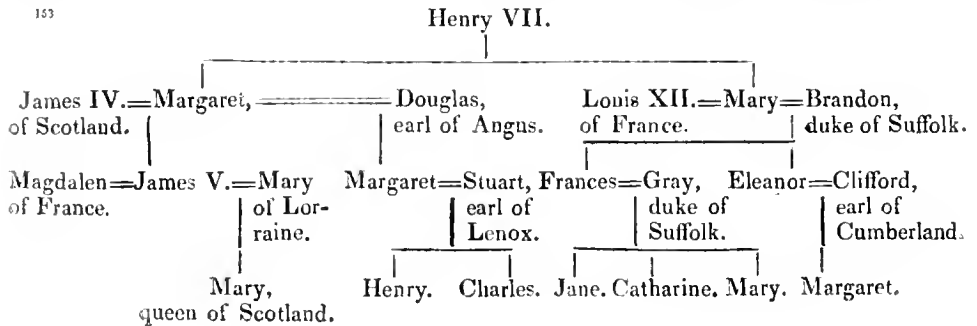 153
Henry VII.
James IV.=Margaret, Douglas, Louis XII.=Mary=Brandon,
of Scotland. earl of Angus. of France. duke of Suffolk.
Magdalen=James V.=Mary Margaret=Stuart, Frances=Gray, Eleanor=Clifford,
of France. of Lor- earl of duke of earl of
raine. Lenox. Suffolk. Cumberland.
Mary, Henry. Charles. Jane. Catharine. Mary. Margaret.
queen of Scotland.